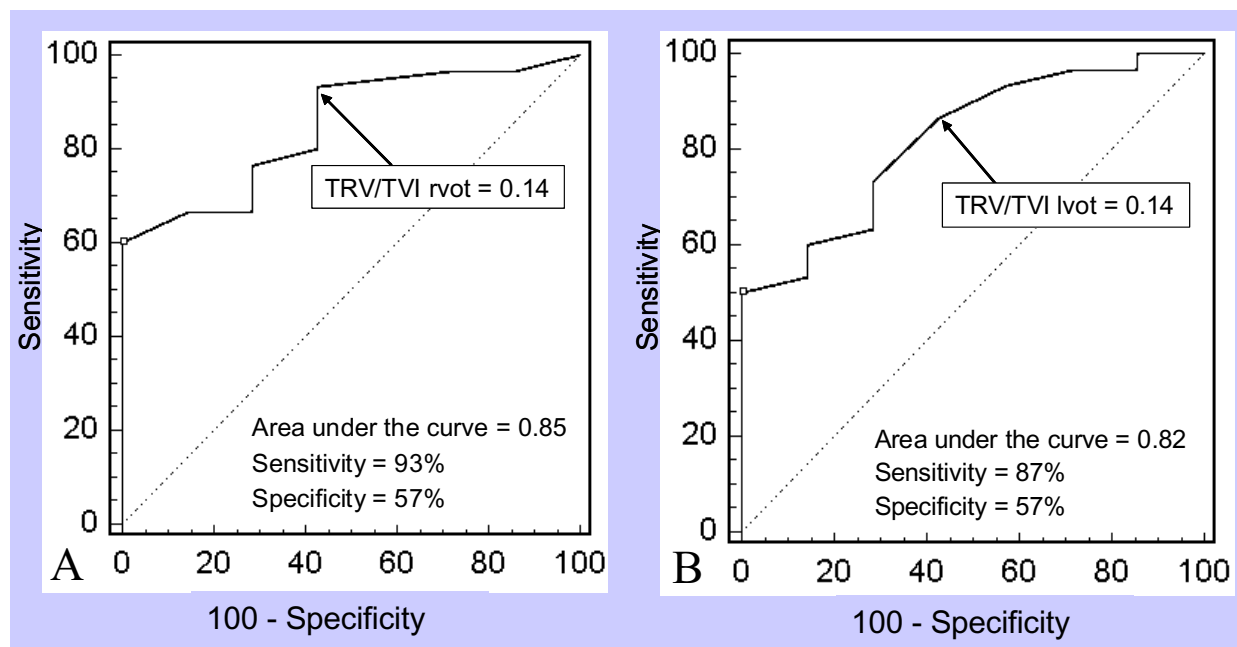 100
80
60
40
20
0
Sensitivity
TRV/TVI rvot = 0.14
Area under the curve = 0.85
Sensitivity = 93%
Specificity = 57%
A
0 20 40 60 80 100
100 - Specificity
100
80
60
40
20
0
Sensitivity
TRV/TVI lvot = 0.14
Area under the curve = 0.82
Sensitivity = 87%
Specificity = 57%
B
0 20 40 60 80 100
100 - Specificity